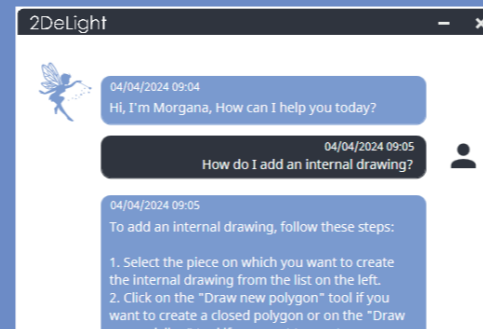 2DeLight
04/04/2024 09:04
Hi, I'm Morgana, How can I help you today?
04/04/2024 09:05
How do I add an internal drawing?
04/04/2024 09:05
To add an internal drawing, follow these steps:
1. Select the piece on which you want to create
the internal drawing from the list on the left.
2. Click on the "Draw new polygon" tool if you
want to create a closed polygon or on the "Draw